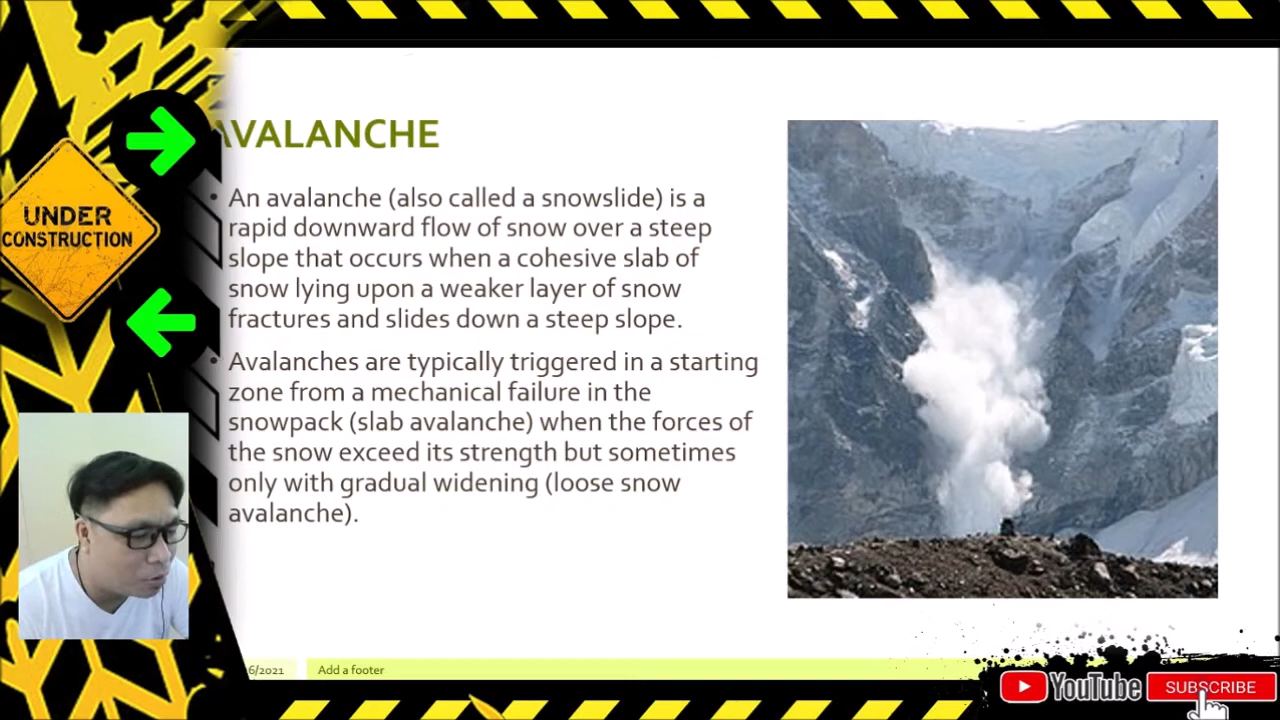 AVALANCHE
• An avalanche (also called a snowslide) is a
rapid downward flow of snow over a steep
slope that occurs when a cohesive slab of
snow lying upon a weaker layer of snow
fractures and slides down a steep slope.
• Avalanches are typically triggered in a starting
zone from a mechanical failure in the
snowpack (slab avalanche) when the forces of
the snow exceed its strength but sometimes
only with gradual widening (loose snow
avalanche).
UNDER
CONSTRUCTION
6/2021
Add a footer
YouTube
SUBSCRIBE